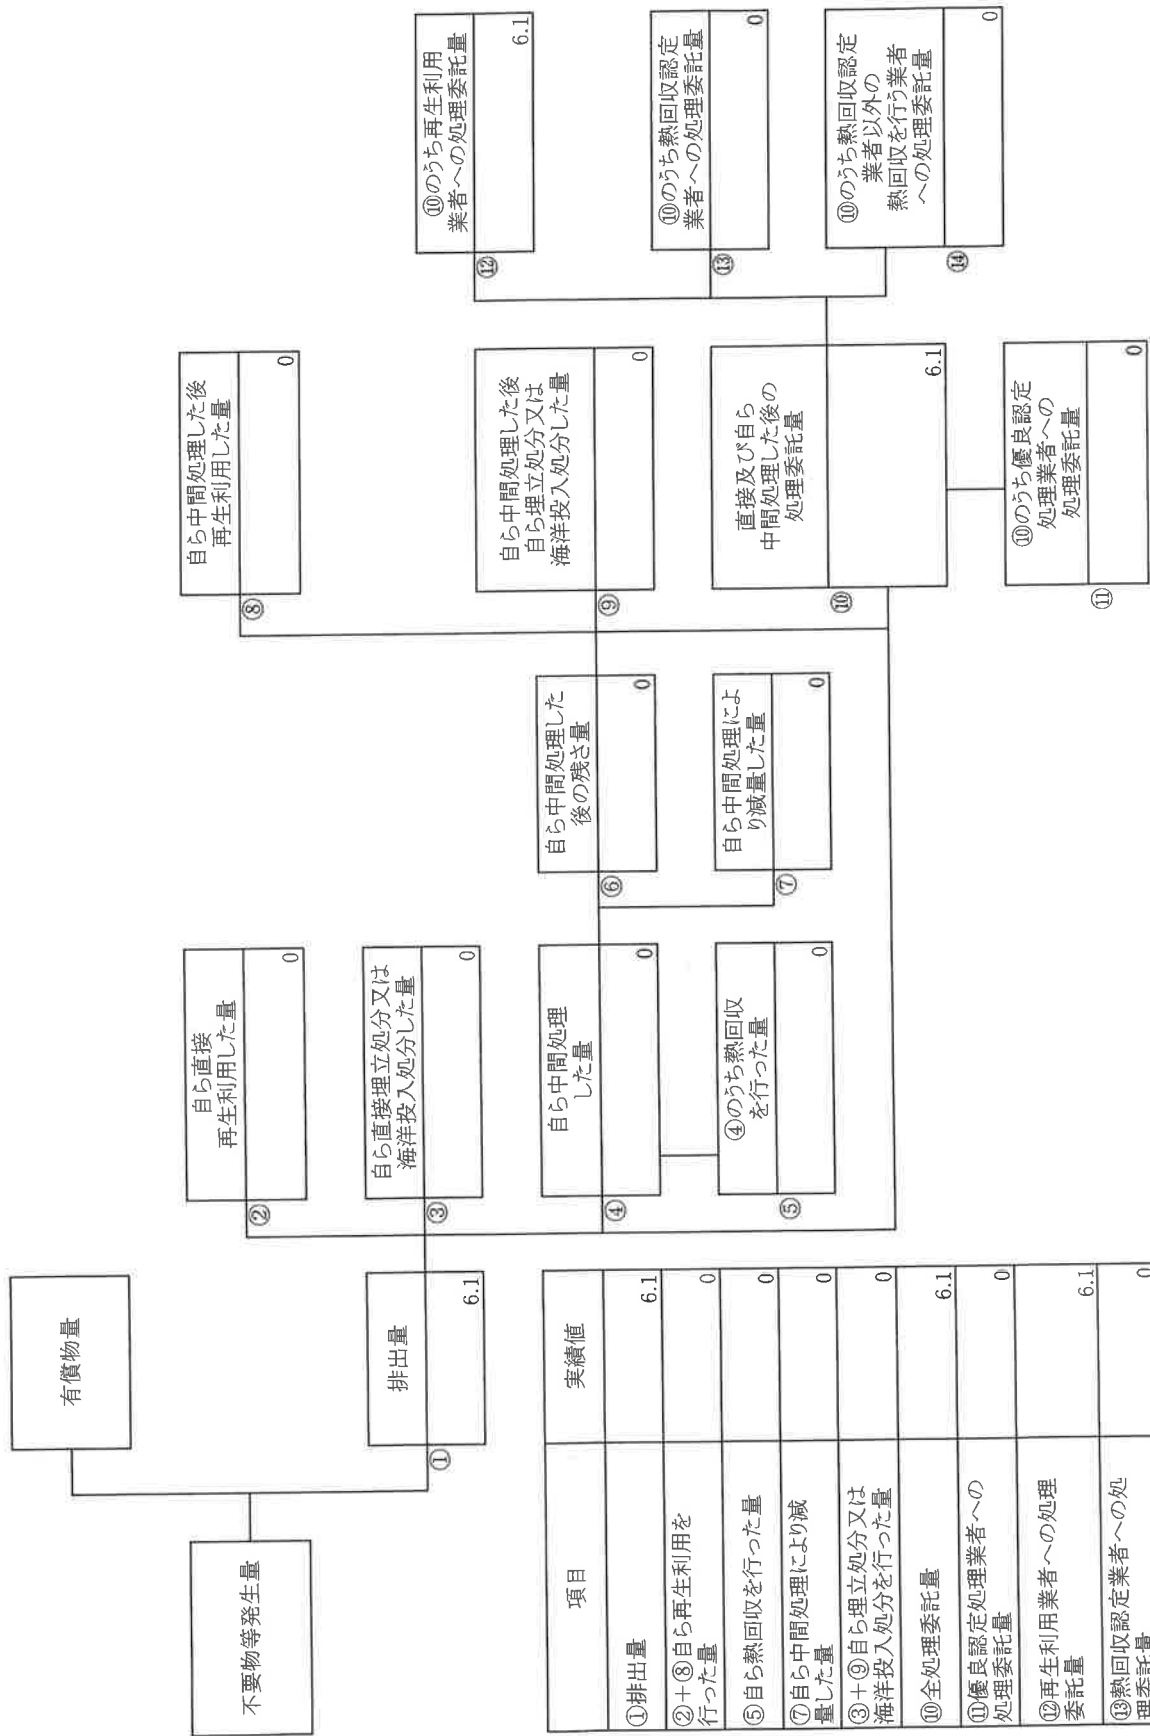 不要物等発生量
有償物量
排出量
①
6.1
自ら直接
再生利用した量
②
0
自ら直接埋立処分又は
海洋投入処分した量
③
0
自ら中間処理
した量
④
0
④のうち熱回収
を行った量
⑤
0
自ら中間処理した
後の残さ量
⑥
0
自ら中間処理によ
り減量した量
⑦
0
自ら中間処理した後
再生利用した量
⑧
0
自ら中間処理した後
自ら埋立処分又は
海洋投入処分した量
⑨
0
直接及び自ら
中間処理した後の
処理委託量
⑩
6.1
⑩のうち優良認定
処理業者への
処理委託量
⑪
0
⑩のうち再生利用
業者への処理委託量
⑫
6.1
⑩のうち熱回収認定
業者への処理委託量
⑬
0
⑩のうち熱回収認定
業者以外の
熱回収を行う業者
への処理委託量
⑭
0
項目 実績値
①排出量 6.1
②+⑧自ら再生利用を
行った量 0
⑤自ら熱回収を行った量 0
⑦自ら中間処理により減
量した量 0
③+⑨自ら埋立処分又は
海洋投入処分を行った量 0
⑩全処理委託量 6.1
⑪優良認定処理業者への
処理委託量 0
⑫再生利用業者への処理
委託量 6.1
⑬熱回収認定業者への処
理委託量 0